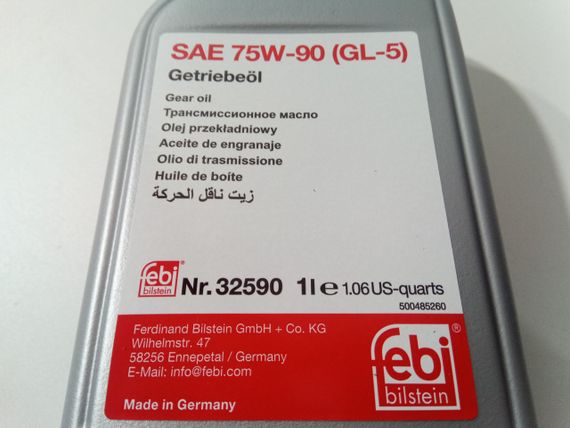 SAE 75W-90 (GL-5)
Getriebeöl
Gear oil
Трансмиссионное масло
Olej przekładniowy
Aceite de engranaje
Olio di trasmissione
Huile de boîte
زيت ناقل الحركة
febi® bilstein Nr. 32590 1l e 1.06 US-quarts
500485260
Ferdinand Bilstein GmbH + Co. KG
Wilhelmstr. 47
58256 Ennepetal / Germany
E-Mail: info@febi.com
febi®
bilstein
Made in Germany